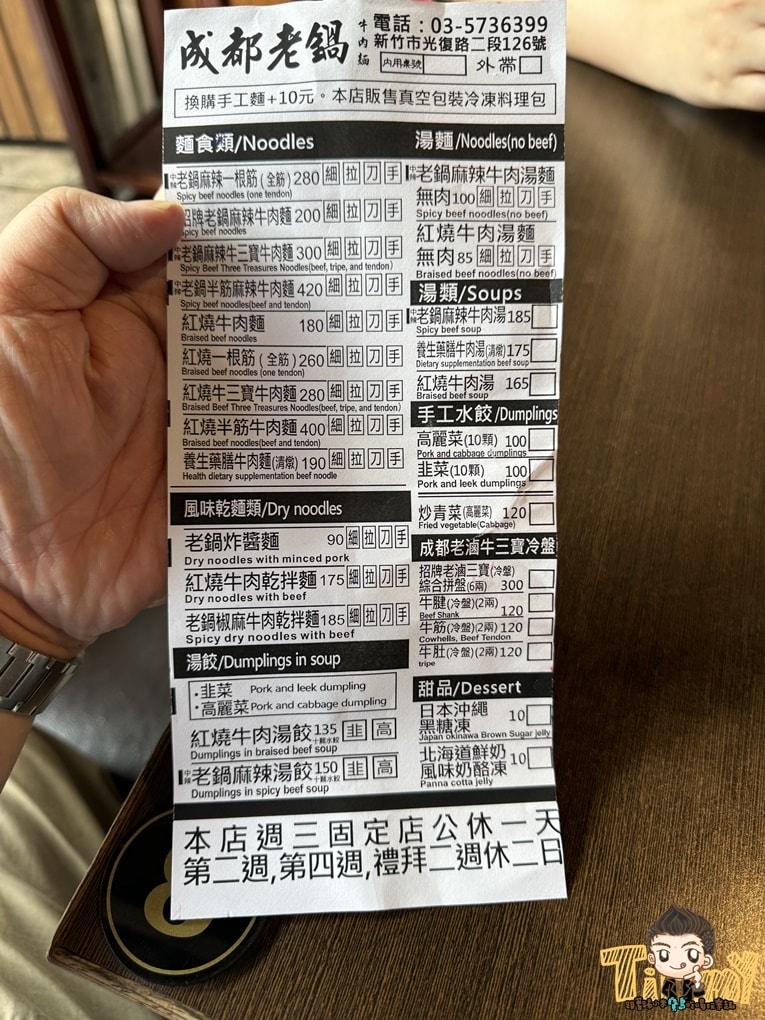 成都老鍋
牛肉麵
電話：03-5736399
新竹市光復路二段126號
內用桌號
外帶
換購手工麵+10元。本店販售真空包裝冷凍料理包
麵食類/Noodles
中辣 老鍋麻辣一根筋(全筋) 280 細 拉 刀 手
Spicy beef noodles (one tendon)
招牌老鍋麻辣牛肉麵 200 細 拉 刀 手
Spicy beef noodles
中辣 老鍋麻辣牛三寶牛肉麵 300 細 拉 刀 手
Spicy Beef Three Treasures Noodles(beef, tripe, and tendon)
中辣 老鍋半筋麻辣牛肉麵 420 細 拉 刀 手
Spicy beef noodles(beef and tendon)
紅燒牛肉麵 180 細 拉 刀 手
Braised beef noodles
紅燒一根筋(全筋) 260 細 拉 刀 手
Braised beef noodles (one tendon)
紅燒牛三寶牛肉麵 280 細 拉 刀 手
Braised Beef Three Treasures Noodles(beef, tripe, and tendon)
紅燒半筋牛肉麵 400 細 拉 刀 手
Braised beef noodles(beef and tendon)
養生藥膳牛肉麵(清燉) 190 細 拉 刀 手
Health dietary supplementation beef noodle
風味乾麵類/Dry noodles
老鍋炸醬麵 90 細 拉 刀 手
Dry noodles with minced pork
紅燒牛肉乾拌麵 175 細 拉 刀 手
Dry noodles with beef
老鍋椒麻牛肉乾拌麵 185 細 拉 刀 手
Spicy dry noodles with beef
湯餃/Dumplings in soup
·韭菜 Pork and leek dumpling
·高麗菜 Pork and cabbage dumpling
紅燒牛肉湯餃 135 十顆水餃 韭 高
Dumplings in braised beef soup
中辣 老鍋麻辣湯餃 150 十顆水餃 韭 高
Dumplings in spicy beef soup
湯麵/Noodles(no beef)
中辣 老鍋麻辣牛肉湯麵
無肉 100 細 拉 刀 手
Spicy beef noodles(no beef)
紅燒牛肉湯麵
無肉 85 細 拉 刀 手
Braised beef noodles(no beef)
湯類/Soups
中辣 老鍋麻辣牛肉湯 185
Spicy beef soup
養生藥膳牛肉湯(清燉) 175
Dietary supplementation beef soup
紅燒牛肉湯 165
Braised beef soup
手工水餃/Dumplings
高麗菜(10顆) 100
Pork and cabbage dumplings
韭菜(10顆) 100
Pork and leek dumplings
炒青菜(高麗菜) 120
Fried vegetable(Cabbage)
成都老滷牛三寶冷盤
招牌老滷三寶(冷盤)
綜合拼盤(6兩) 300
牛腱(冷盤)(2兩) 120
Beef Shank
牛筋(冷盤)(2兩) 120
Cowhells, Beef Tendon
牛肚(冷盤)(2兩) 120
tripe
甜品/Dessert
日本沖繩
黑糖凍 10
Japan okinawa Brown Sugar jelly
北海道鮮奶
風味奶酪凍 10
Panna cotta jelly
本店週三固定店公休一天
第二週,第四週,禮拜二週休二日
8